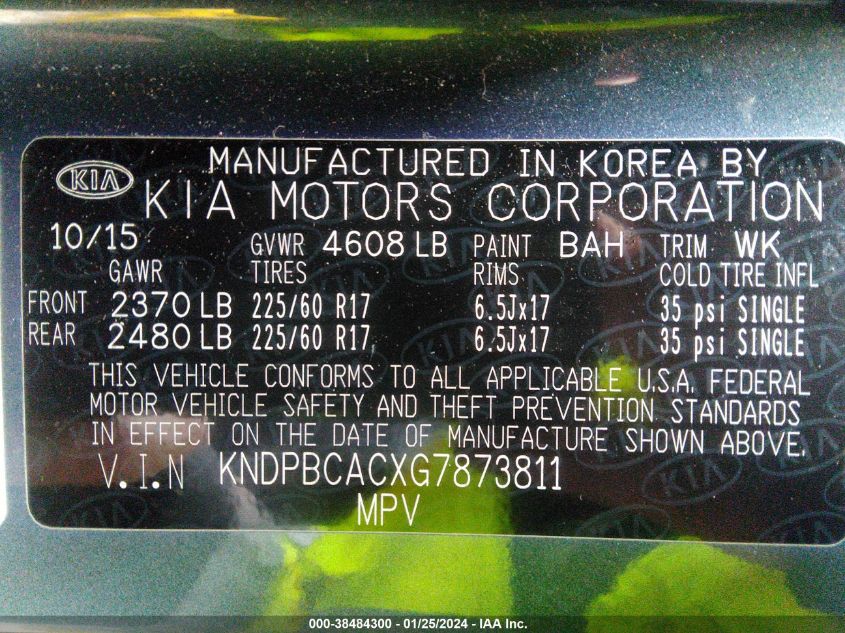 MANUFACTURED IN KOREA BY
KIA KIA MOTORS CORPORATION
10/15 GVWR 4608 LB PAINT BAH TRIM WK
GAWR TIRES RIMS COLD TIRE INFL
FRONT 2370 LB 225/60 R17 6.5Jx17 35 psi SINGLE
REAR 2480 LB 225/60 R17 6.5Jx17 35 psi SINGLE
THIS VEHICLE CONFORMS TO ALL APPLICABLE U.S.A. FEDERAL
MOTOR VEHICLE SAFETY AND THEFT PREVENTION STANDARDS
IN EFFECT ON THE DATE OF MANUFACTURE SHOWN ABOVE.
V.I.N KNDPBCACXG7873811
MPV
000-38484300 - 01/25/2024 - IAA Inc.